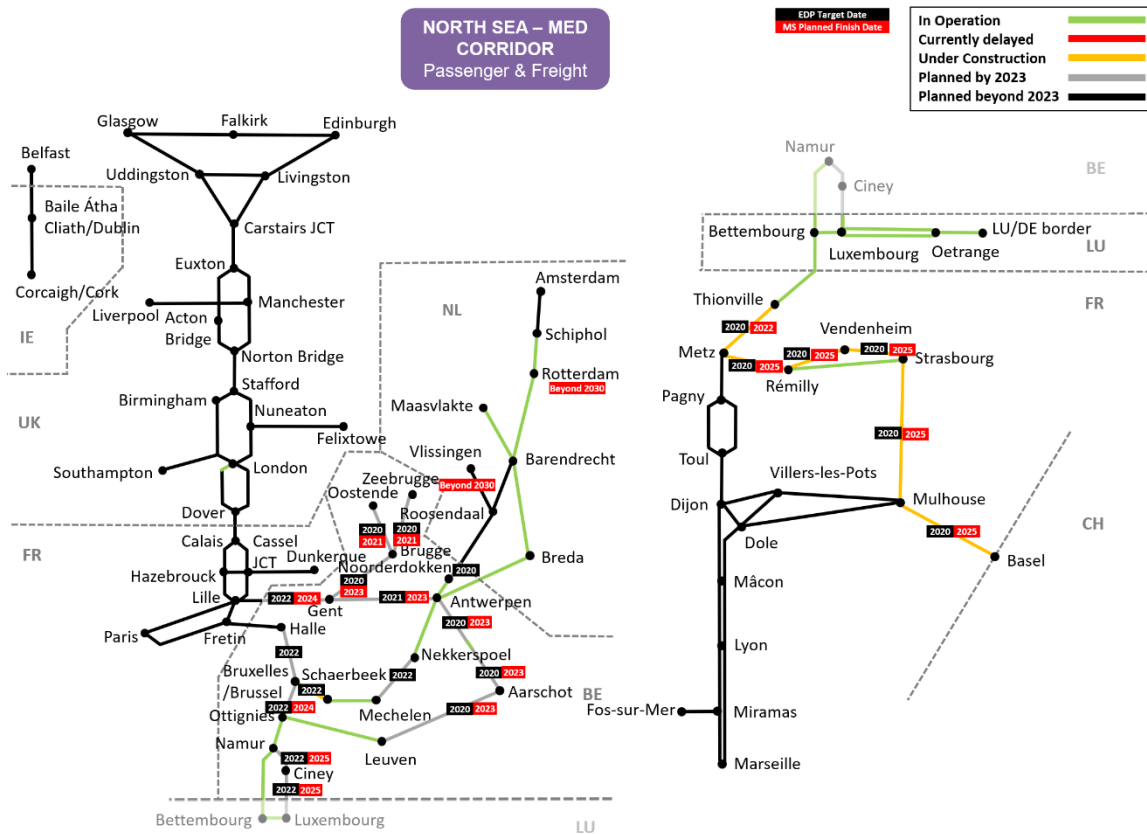 NORTH SEA – MED
CORRIDOR
Passenger & Freight
EDP Target Date
MS Planned Finish Date
In Operation
Currently delayed
Under Construction
Planned by 2023
Planned beyond 2023
Glasgow
Falkirk
Edinburgh
Belfast
Uddingston
Livingston
Baile Átha
Cliath/Dublin
Carstairs JCT
Euxton
Corcaigh/Cork
Manchester
Liverpool
Acton
Bridge
IE
Norton Bridge
Stafford
Birmingham
Nuneaton
UK
Felixtowe
Southampton
London
Dover
FR
Calais
Cassel
JCT
Dunkerque
Hazebrouck
Lille
2022 2024
Gent
2021 2023
Paris
Fretin
Halle
2022
NL
Amsterdam
Schiphol
Rotterdam
Beyond 2030
Maasvlakte
Vlissingen
Barendrecht
Zeebrugge
Beyond 2030
Oostende
Roosendaal
2020
2021
2020
2021
Brugge
Noorderdokken
2020
Breda
2020
2023
Antwerpen
2020
2023
Nekkerspoel
Bruxelles
/Brussel
Schaerbeek
2022
2022
2020
2023
Aarschot
BE
2022 2024
Ottignies
Mechelen
2020 2023
Namur
Leuven
2022 2025
Ciney
2022 2025
Bettembourg
Luxembourg
LU
Namur
BE
Ciney
Bettembourg
LU/DE border
Luxembourg
Oetrange
LU
Thionville
FR
2020 2022
Vendenheim
Metz
2020 2025
2020 2025
2020 2025
Strasbourg
Rémilly
Pagny
2020 2025
Toul
Villers-les-Pots
Dijon
Mulhouse
CH
Dole
2020 2025
Basel
Mâcon
Lyon
Fos-sur-Mer
Miramas
Marseille